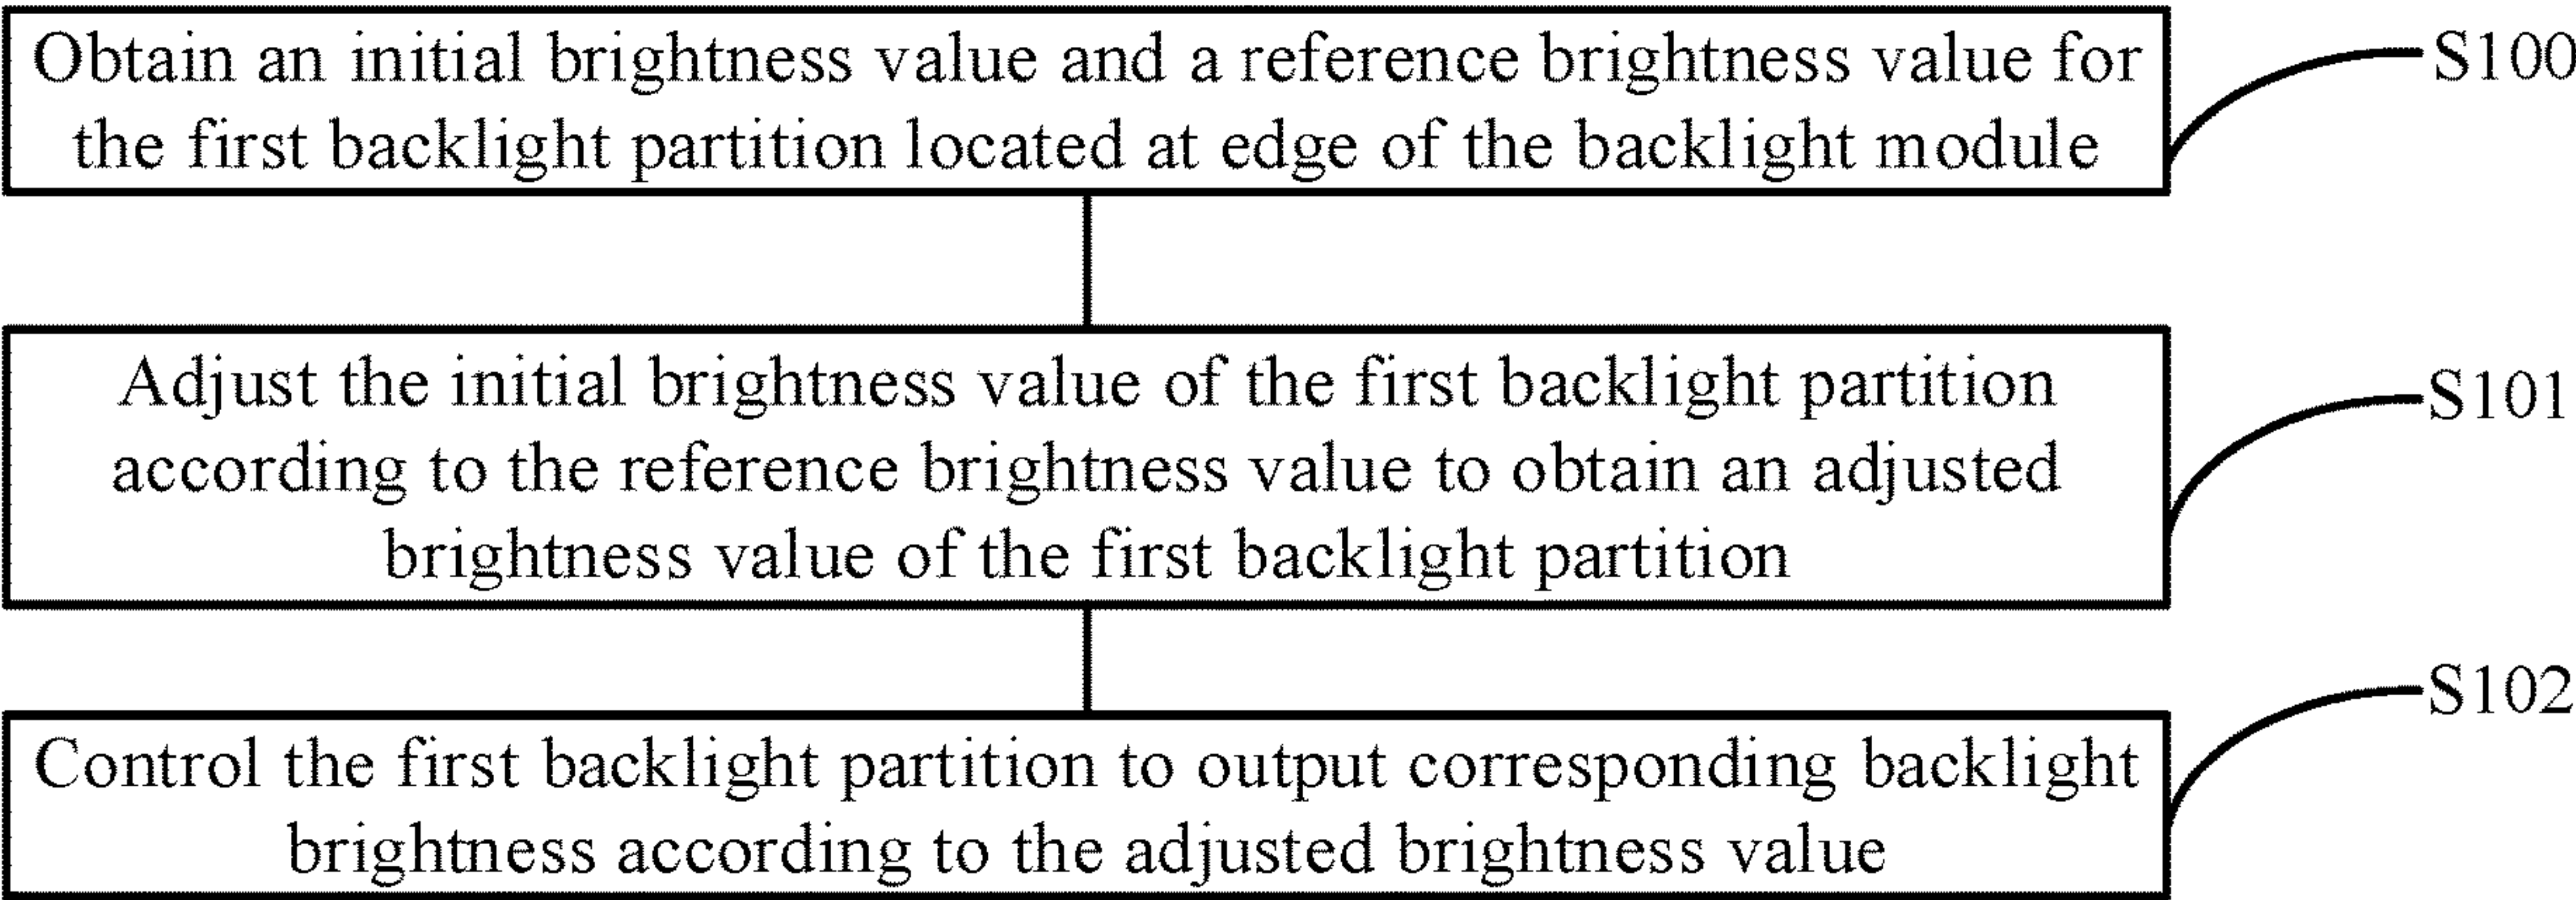 Obtain an initial brightness value and a reference brightness value for
the first backlight partition located at edge of the backlight module
S100
Adjust the initial brightness value of the first backlight partition
according to the reference brightness value to obtain an adjusted
brightness value of the first backlight partition
S101
Control the first backlight partition to output corresponding backlight
brightness according to the adjusted brightness value
S102